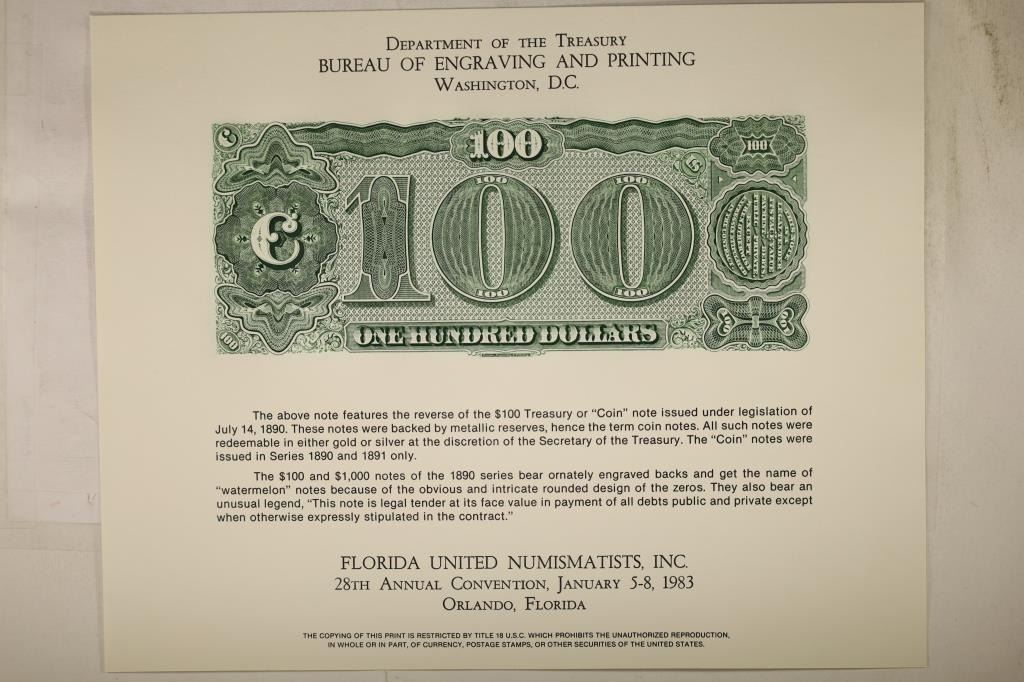 DEPARTMENT OF THE TREASURY
BUREAU OF ENGRAVING AND PRINTING
WASHINGTON, D.C.
100
100
100
100
100
100
100
100
ONE HUNDRED DOLLARS
The above note features the reverse of the $100 Treasury or “Coin” note issued under legislation of
July 14, 1890. These notes were backed by metallic reserves, hence the term coin notes. All such notes were
redeemable in either gold or silver at the discretion of the Secretary of the Treasury. The “Coin” notes were
issued in Series 1890 and 1891 only.
The $100 and $1,000 notes of the 1890 series bear ornately engraved backs and get the name of
“watermelon” notes because of the obvious and intricate rounded design of the zeros. They also bear an
unusual legend, “This note is legal tender at its face value in payment of all debts public and private except
when otherwise expressly stipulated in the contract.”
FLORIDA UNITED NUMISMATISTS, INC.
28TH ANNUAL CONVENTION, JANUARY 5-8, 1983
ORLANDO, FLORIDA
THE COPYING OF THIS PRINT IS RESTRICTED BY TITLE 18 U.S.C. WHICH PROHIBITS THE UNAUTHORIZED REPRODUCTION,
IN WHOLE OR IN PART, OF CURRENCY, POSTAGE STAMPS, OR OTHER SECURITIES OF THE UNITED STATES.